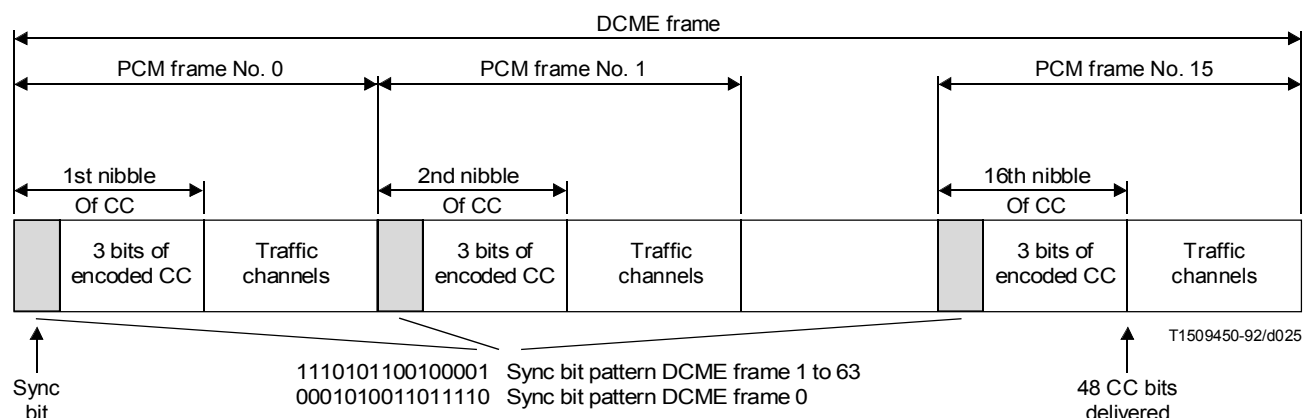 DCME frame
PCM frame No. 0 PCM frame No. 1 PCM frame No. 15
1st nibble 2nd nibble 16th nibble
Of CC Of CC Of CC
3 bits of Traffic 3 bits of Traffic 3 bits of Traffic
encoded CC channels encoded CC channels encoded CC channels
T1509450-92/d025
1110101100100001 Sync bit pattern DCME frame 1 to 63
Sync 0001010011011110 Sync bit pattern DCME frame 0 48 CC bits
bit delivered